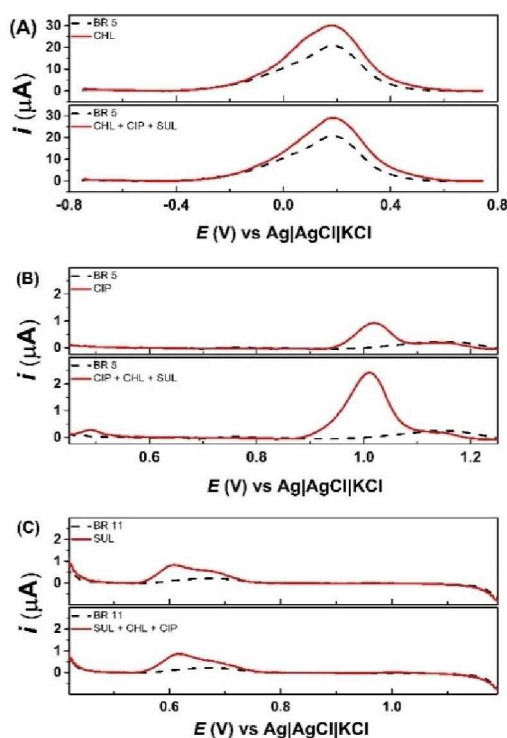 (A)
BR 5
CHL
30
20
10
0
BR 5
CHL + CIP + SUL
30
20
10
0
i (µA)
-0.8 -0.4 0.0 0.4 0.8
E (V) vs Ag|AgCl|KCl
(B)
BR 5
CIP
2
1
0
BR 5
CIP + CHL + SUL
2
1
0
i (µA)
0.6 0.8 1.0 1.2
E (V) vs Ag|AgCl|KCl
(C)
BR 11
SUL
2
1
0
BR 11
SUL + CHL + CIP
2
1
0
i (µA)
0.6 0.8 1.0
E (V) vs Ag|AgCl|KCl